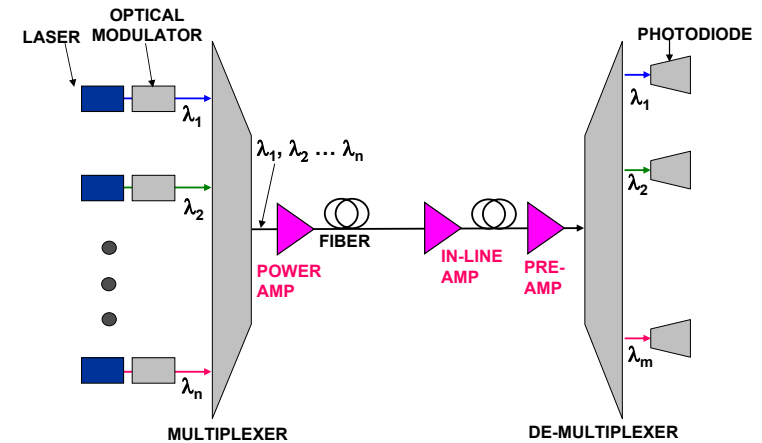 OPTICAL
MODULATOR
LASER
PHOTODIODE
λ1
λ1
λ1, λ2 ... λn
λ2
λ2
FIBER
POWER
AMP
IN-LINE
AMP
PRE-
AMP
λn
λm
MULTIPLEXER
DE-MULTIPLEXER